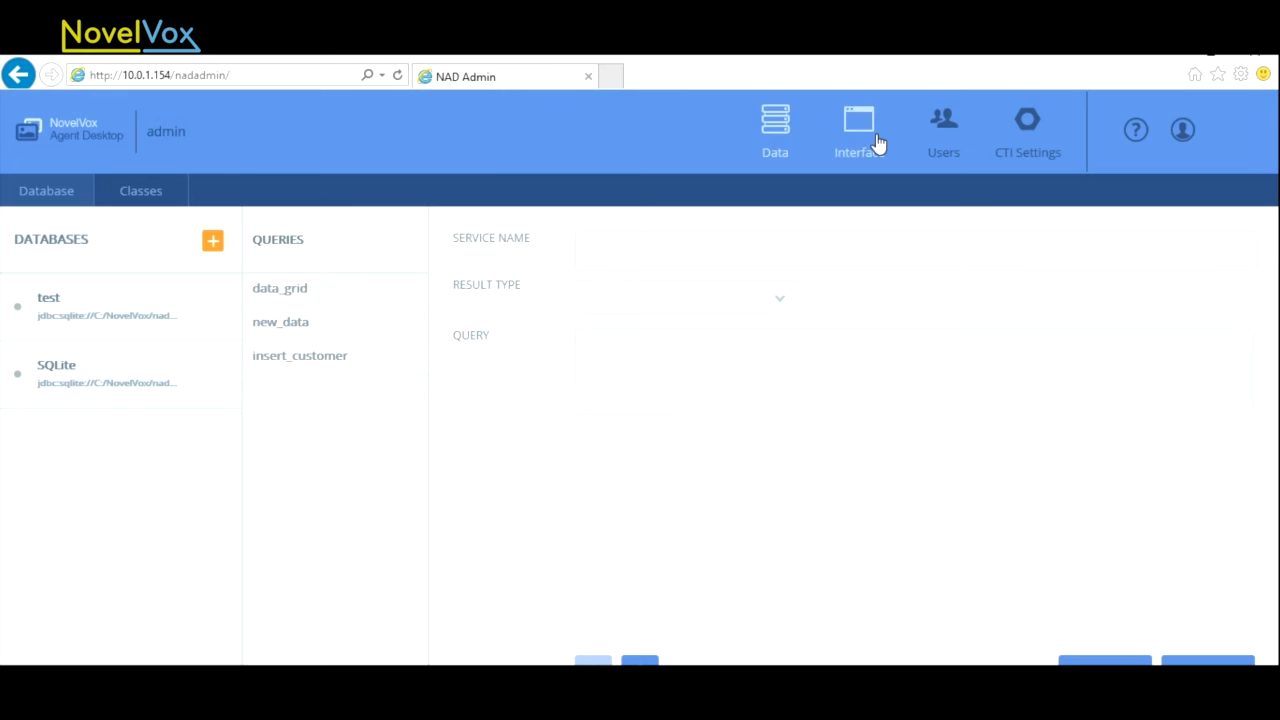 NovelVox
http://10.0.1.154/nadadmin/
NAD Admin
NovelVox
Agent Desktop
admin
Data
Interface
Users
CTI Settings
?
Database
Classes
DATABASES
+
QUERIES
SERVICE NAME
test
jdbc:sqlite://C:/NovelVox/nad...
data_grid
RESULT TYPE
new_data
QUERY
SQLite
jdbc:sqlite://C:/NovelVox/nad...
insert_customer